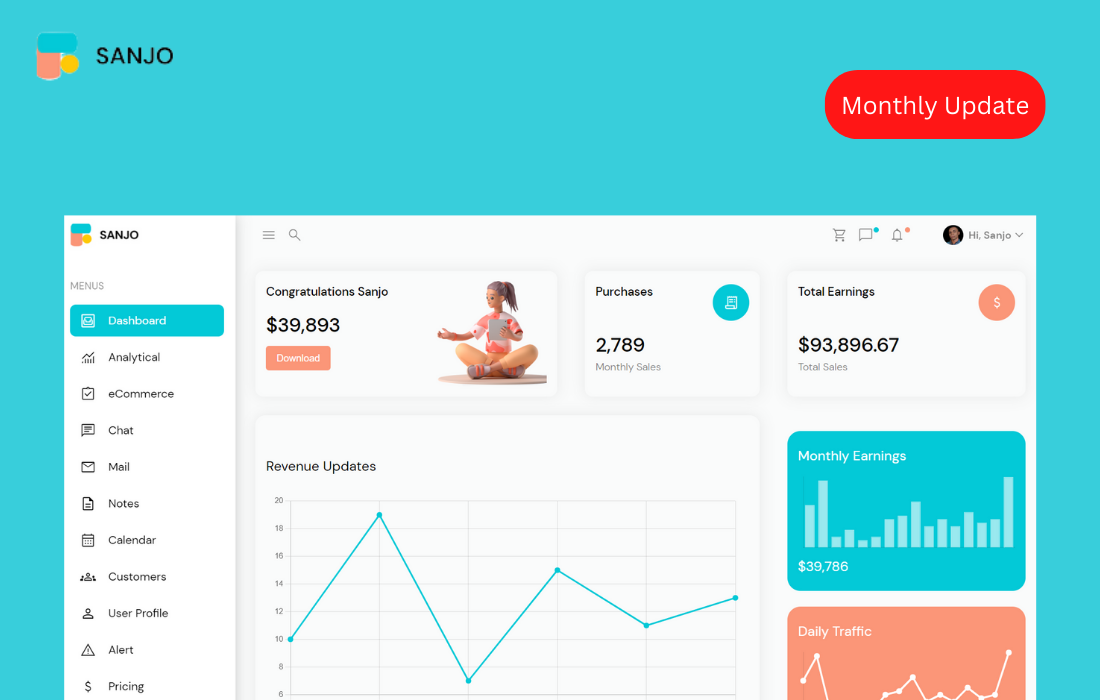 SANJO
Monthly Update
SANJO
Hi, Sanjo
MENUS
Dashboard
Analytical
eCommerce
Chat
Mail
Notes
Calendar
Customers
User Profile
Alert
$ Pricing
Congratulations Sanjo
$39,893
Download
Purchases
2,789
Monthly Sales
Total Earnings
$
$93,896.67
Total Sales
Revenue Updates
20
18
16
14
12
10
8
6
Monthly Earnings
$39,786
Daily Traffic